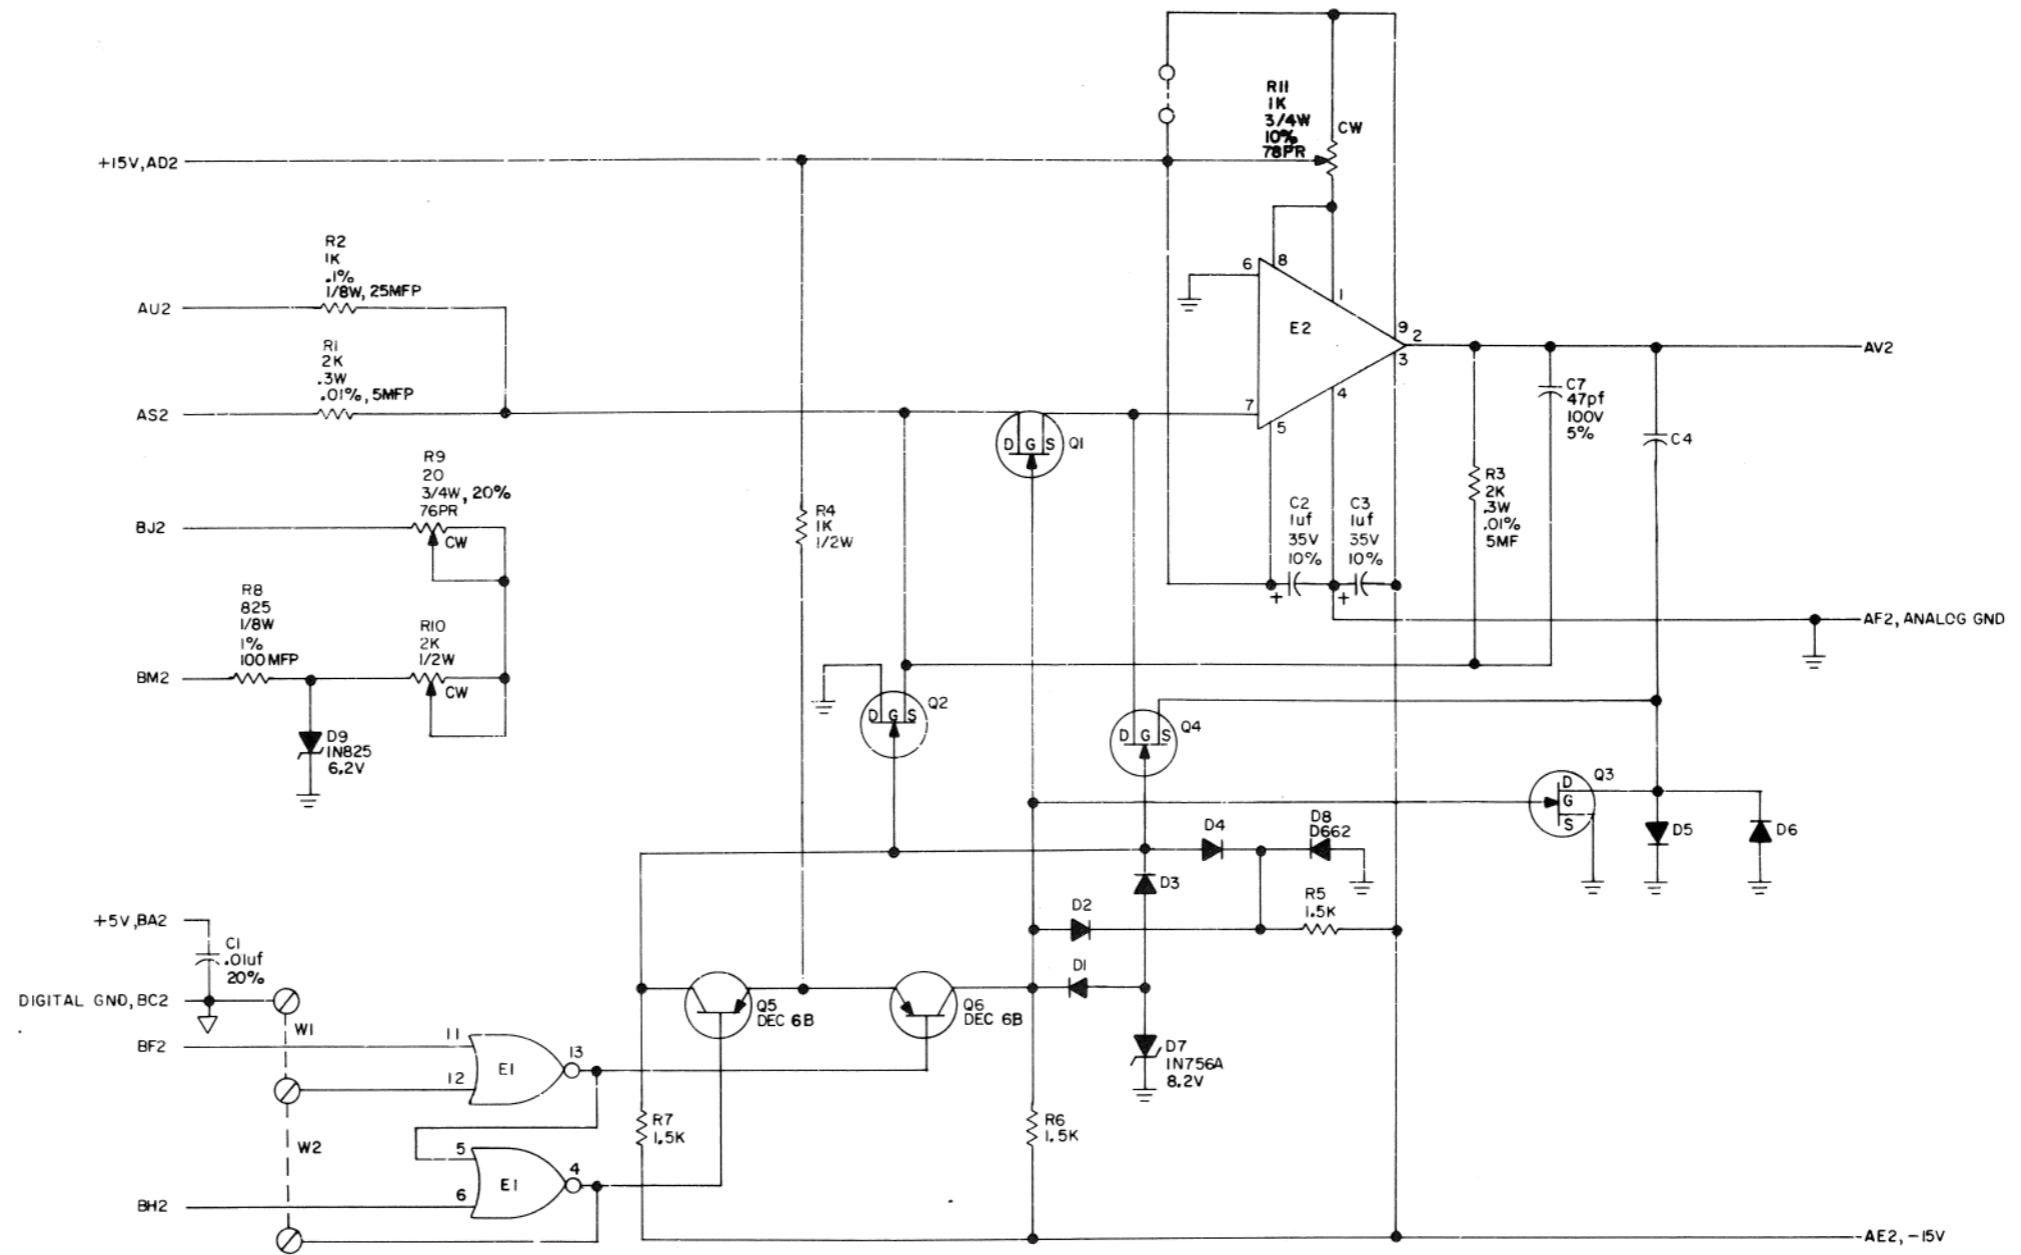 R11
1K
3/4W
10%
78PR
CW
+15V,AD2
R2
1K
.1%
1/8W, 25MFP
AU2
R1
2K
.3W
.01%, 5MFP
AS2
R9
20
3/4W, 20%
76PR
BJ2
CW
R8
825
1/8W
1%
100MFP
BM2
R10
2K
1/2W
CW
D9
IN825
6.2V
R4
1K
1/2W
D G S
Q1
6
8
1
E2
9
2
3
4
7
5
AV2
C7
47pf
100V
5%
C4
R3
2K
.3W
.01%
5MF
C2
1uf
35V
10%
C3
1uf
35V
10%
+
+
AF2, ANALOG GND
D G S
Q2
D G S
Q4
D
G
S
Q3
D5
D6
D4
D8
D662
D3
D2
R5
1.5K
D1
D7
IN756A
8.2V
+5V,BA2
C1
.01uf
20%
DIGITAL GND, BC2
W1
BF2
11
12
E1
13
Q5
DEC 6B
Q6
DEC 6B
W2
5
6
E1
4
BH2
R7
1.5K
R6
1.5K
AE2, -15V